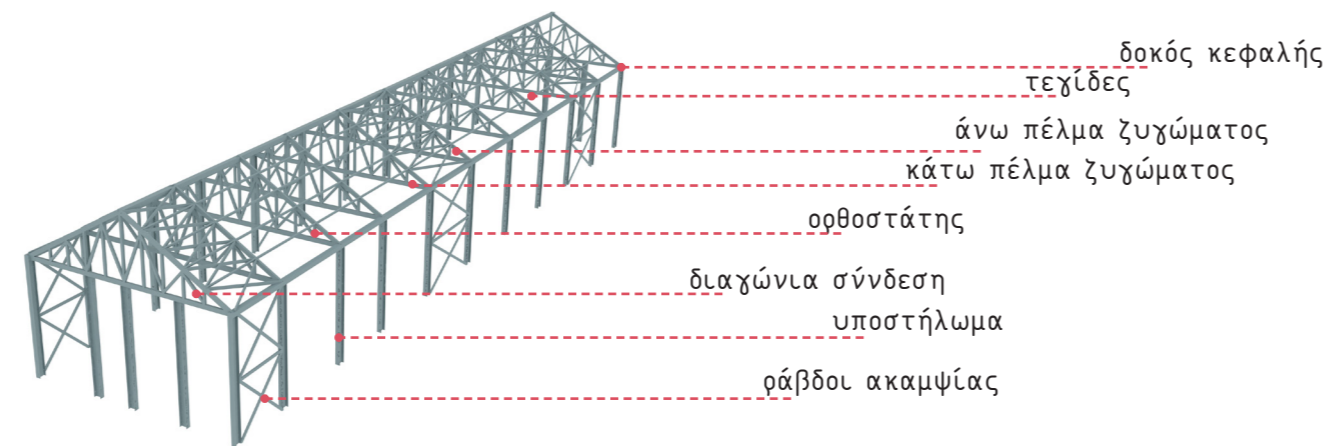 δοκός κεφαλής
τεγίδες
άνω πέλμα ζυγώματος
κάτω πέλμα ζυγώματος
ορθοστάτης
διαγώνια σύνδεση
υποστήλωμα
ράβδοι ακαμψίας